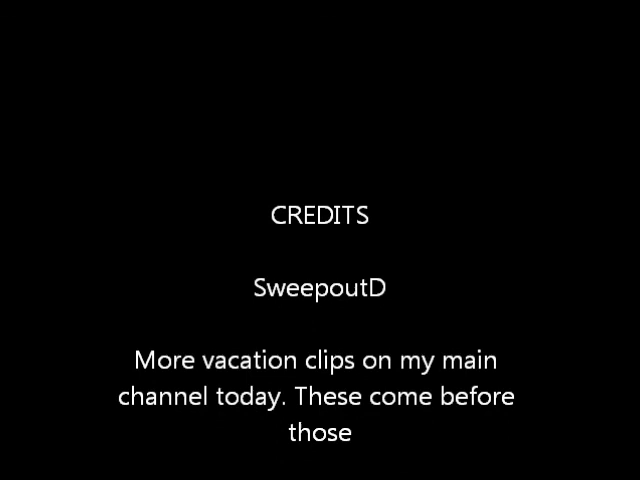 CREDITS
SweepoutD
More vacation clips on my main
channel today. These come before
those